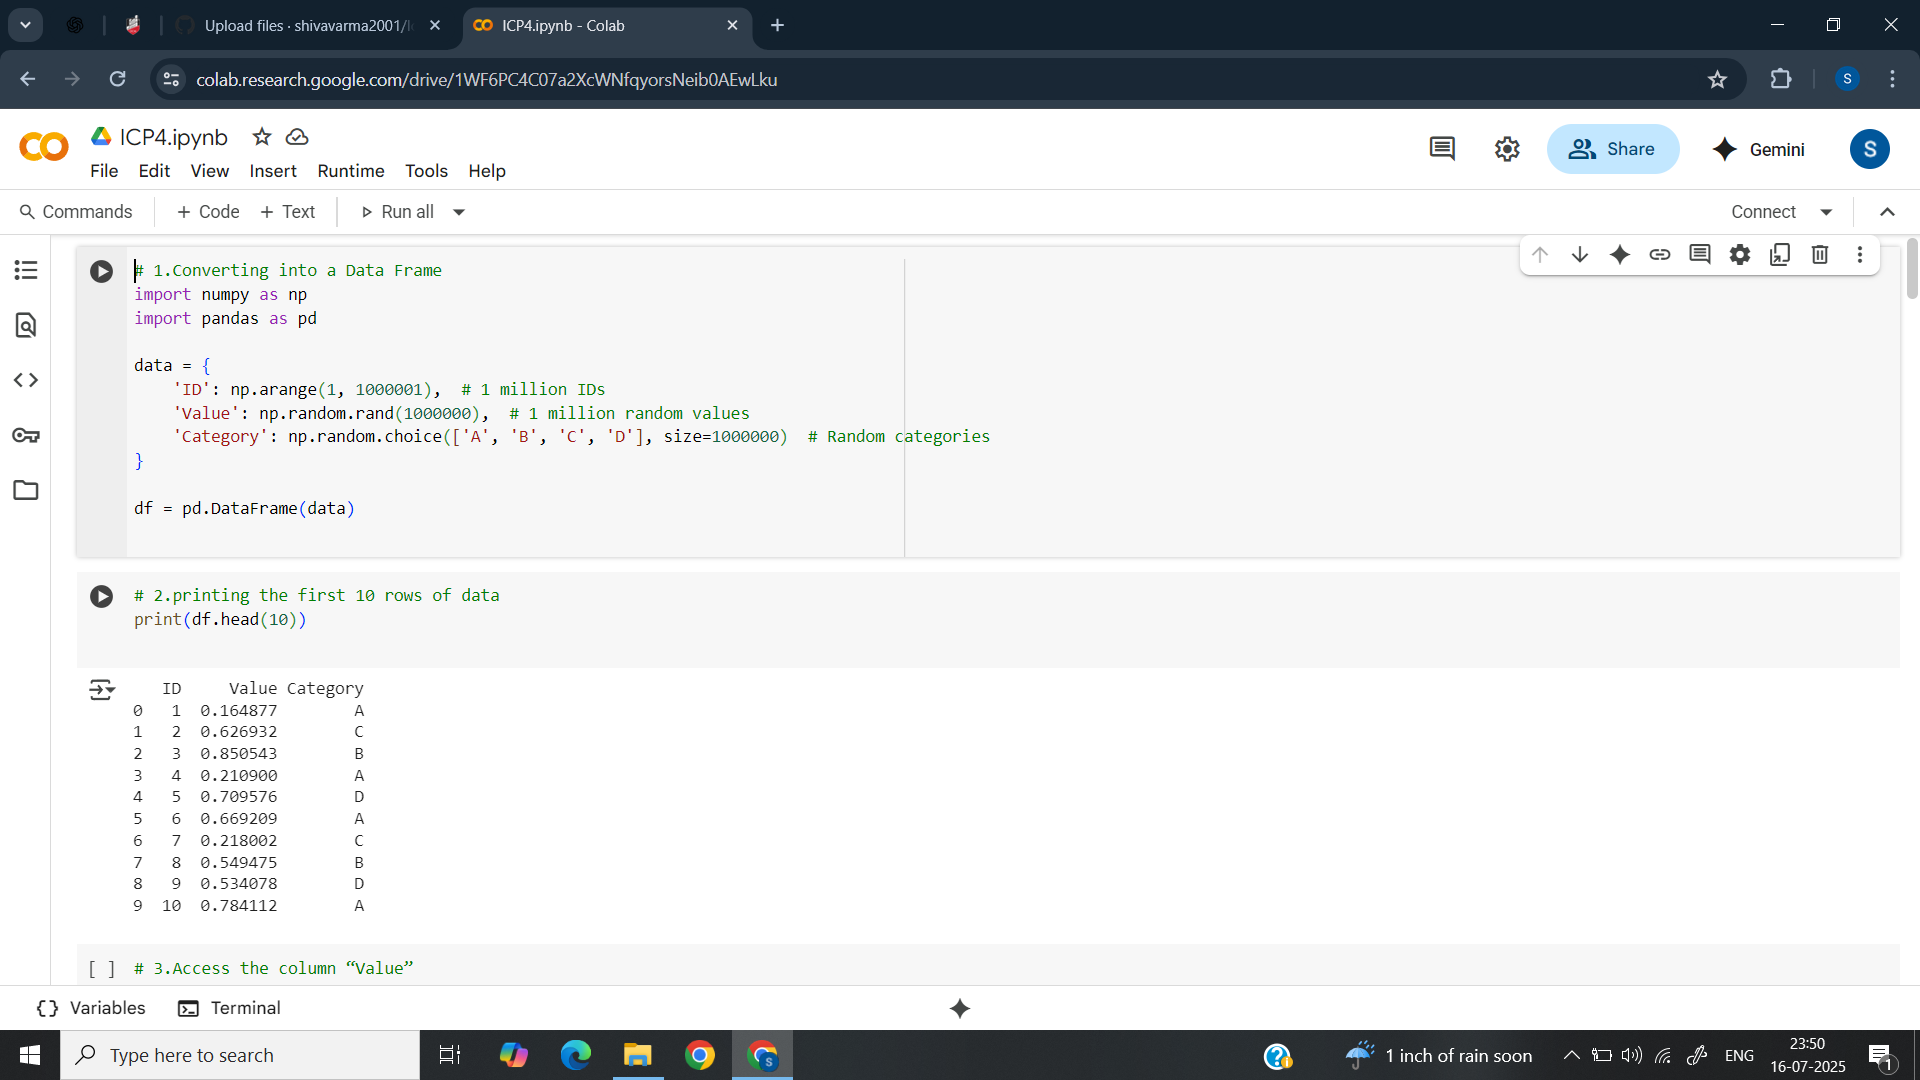 Upload files · shivavarma2001/I
ICP4.ipynb - Colab
colab.research.google.com/drive/1WF6PC4C07a2XcWNfqyorsNeib0AEwLku
S
ICP4.ipynb
File Edit View Insert Runtime Tools Help
Share
Gemini
S
Commands + Code + Text Run all
Connect
# 1.Converting into a Data Frame
import numpy as np
import pandas as pd
data = {
'ID': np.arange(1, 1000001), # 1 million IDs
'Value': np.random.rand(1000000), # 1 million random values
'Category': np.random.choice(['A', 'B', 'C', 'D'], size=1000000) # Random categories
}
df = pd.DataFrame(data)
# 2.printing the first 10 rows of data
print(df.head(10))
ID Value Category
0 1 0.164877 A
1 2 0.626932 C
2 3 0.850543 B
3 4 0.210900 A
4 5 0.709576 D
5 6 0.669209 A
6 7 0.218002 C
7 8 0.549475 B
8 9 0.534078 D
9 10 0.784112 A
[ ] # 3.Access the column “Value”
{} Variables Terminal
Type here to search
S
1 inch of rain soon
ENG
23:50
16-07-2025
1